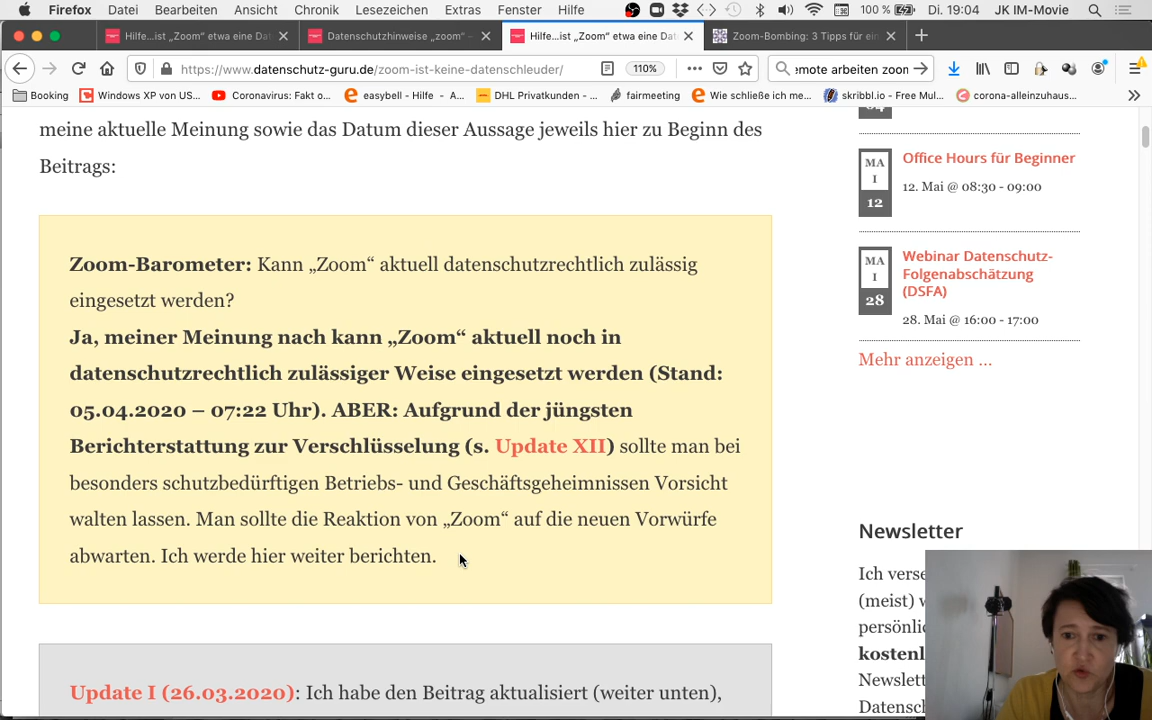 Firefox Datei Bearbeiten Ansicht Chronik Lesezeichen Extras Fenster Hilfe 100 % Di. 19:04 JK IM-Movie
Hilfe...ist „Zoom“ etwa eine Dat
Datenschutzhinweise „zoom“ –
Hilfe...ist „Zoom“ etwa eine Dat
Zoom-Bombing: 3 Tipps für ein
https://www.datenschutz-guru.de/zoom-ist-keine-datenschleuder/ 110% emote arbeiten zoom
Booking Windows XP von US... Coronavirus: Fakt o... easybell - Hilfe - A... DHL Privatkunden - ... fairmeeting Wie schließe ich me... skribbl.io - Free Mul... corona-alleinzuhaus...
meine aktuelle Meinung sowie das Datum dieser Aussage jeweils hier zu Beginn des
Beitrags:
Zoom-Barometer: Kann „Zoom“ aktuell datenschutzrechtlich zulässig
eingesetzt werden?
Ja, meiner Meinung nach kann „Zoom“ aktuell noch in
datenschutzrechtlich zulässiger Weise eingesetzt werden (Stand:
05.04.2020 – 07:22 Uhr). ABER: Aufgrund der jüngsten
Berichterstattung zur Verschlüsselung (s. Update XII) sollte man bei
besonders schutzbedürftigen Betriebs- und Geschäftsgeheimnissen Vorsicht
walten lassen. Man sollte die Reaktion von „Zoom“ auf die neuen Vorwürfe
abwarten. Ich werde hier weiter berichten.
Update I (26.03.2020): Ich habe den Beitrag aktualisiert (weiter unten),
MA
I
12
Office Hours für Beginner
12. Mai @ 08:30 - 09:00
MA
I
28
Webinar Datenschutz-
Folgenabschätzung
(DSFA)
28. Mai @ 16:00 - 17:00
Mehr anzeigen ...
Newsletter
Ich verse
(meist) w
persönlic
kostenl
Newslett
Datensc